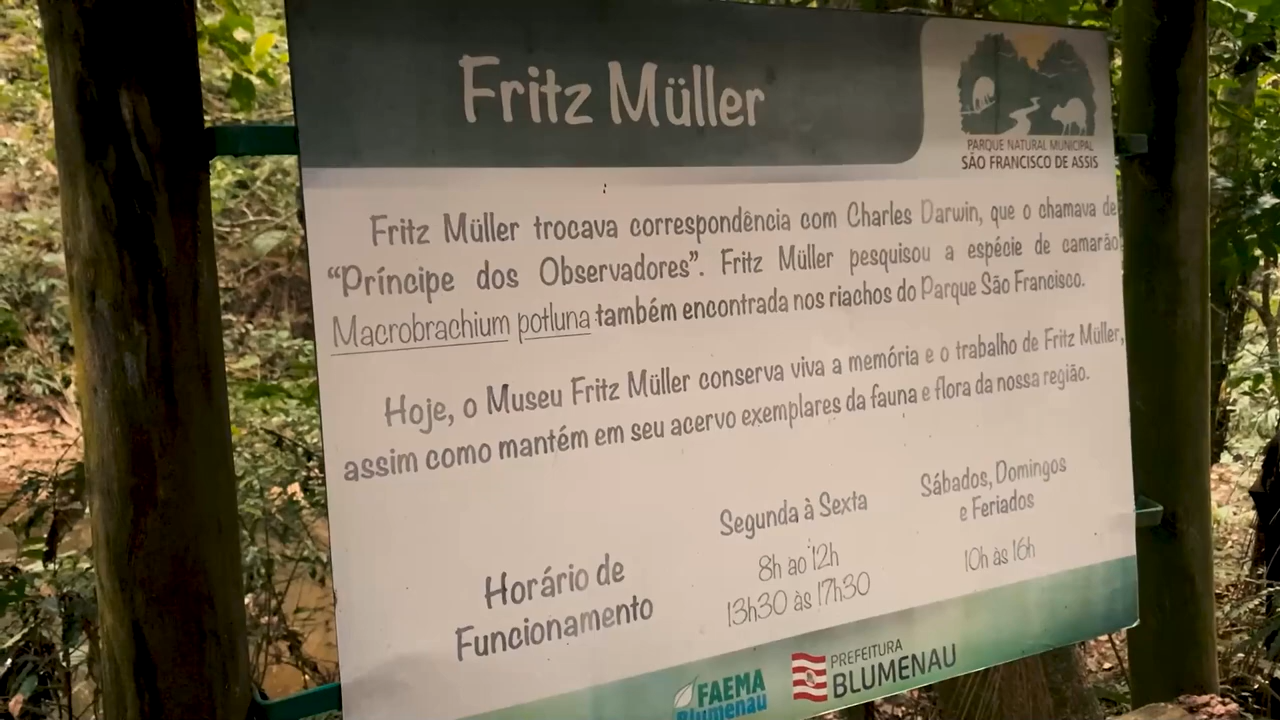 Fritz Müller
PARQUE NATURAL MUNICIPAL
SÃO FRANCISCO DE ASSIS
Fritz Müller trocava correspondência com Charles Darwin, que o chamava de
“Príncipe dos Observadores”. Fritz Müller pesquisou a espécie de camarão
Macrobrachium potluna também encontrada nos riachos do Parque São Francisco.
Hoje, o Museu Fritz Müller conserva viva a memória e o trabalho de Fritz Müller,
assim como mantém em seu acervo exemplares da fauna e flora da nossa região.
Horário de
Funcionamento
Segunda à Sexta
8h ao 12h
13h30 às 17h30
Sábados, Domingos
e Feriados
10h às 16h
FAEMA
Blumenau
PREFEITURA
BLUMENAU